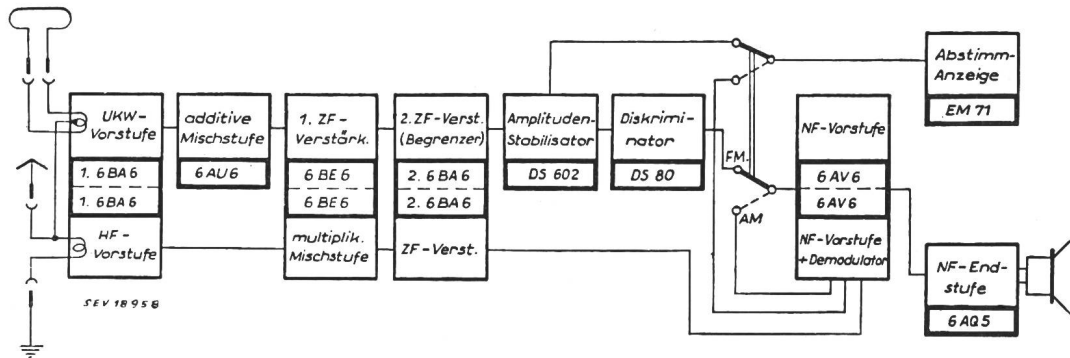 UKW-
Vorstufe
1. 6BA6
1. 6BA6
HF-
Vorstufe
additive
Mischstufe
6AU6
1. ZF-
Verstärk.
6BE6
6BE6
multiplik.
Mischstufe
2. ZF-Verst.
(Begrenzer)
2. 6BA6
2. 6BA6
ZF-Verst.
Amplituden-
Stabilisator
DS 602
Diskrimi-
nator
DS 80
FM
AM
NF-Vorstufe
6AV6
6AV6
NF-Vorstufe
+Demodulator
Abstimm-
Anzeige
EM 71
NF-End-
stufe
6AQ5
SEV 18958